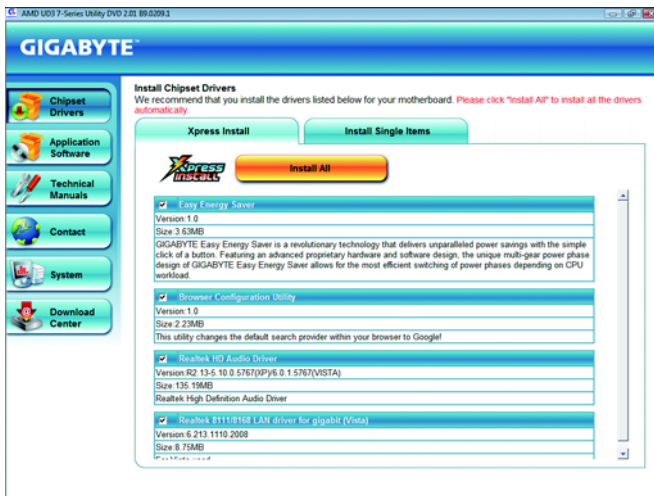 AMD UD3 7-Series Utility DVD 2.01 B9.0209.1
GIGABYTE™
Chipset
Drivers
Application
Software
Technical
Manuals
Contact
System
Download
Center
Install Chipset Drivers
We recommend that you install the drivers listed below for your motherboard. Please click "Install All" to install all the drivers
automatically.
Xpress Install
Install Single Items
Xpress
Install
Install All
Easy Energy Saver
Version:1.0
Size:3.63MB
GIGABYTE Easy Energy Saver is a revolutionary technology that delivers unparalleled power savings with the simple
click of a button. Featuring an advanced proprietary hardware and software design, the unique multi-gear power phase
design of GIGABYTE Easy Energy Saver allows for the most efficient switching of power phases depending on CPU
workload.
Browser Configuration Utility
Version:1.0
Size:2.23MB
This utility changes the default search provider within your browser to Google!
Realtek HD Audio Driver
Version:R2.13-5.10.0.5767(XP)/6.0.1.5767(VISTA)
Size:135.19MB
Realtek High Definition Audio Driver
Realtek 8111/8168 LAN driver for gigabit (Vista)
Version:6.213.1110.2008
Size:8.75MB
For Vista used